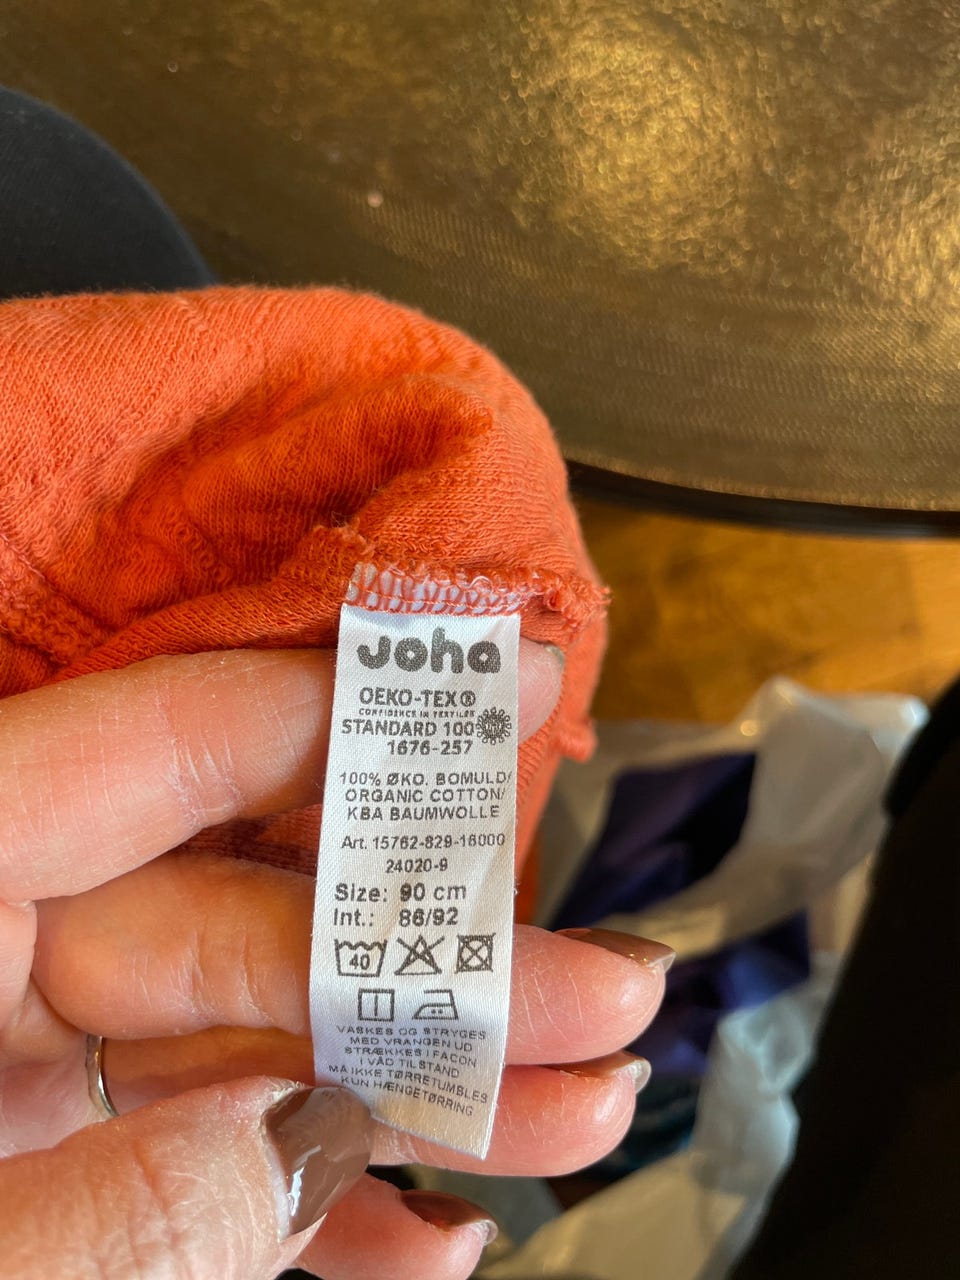 Joha
OEKO-TEX®
CONFIDENCE IN TEXTILES
STANDARD 100
1676-257
100% ØKO. BOMULD/
ORGANIC COTTON/
KBA BAUMWOLLE
Art. 15762-829-16000
24020-9
Size: 90 cm
Int.: 86/92
40
VASKES OG STRYGES
MED VRANGEN UD
STRÆKKES I FACON
I VÅD TILSTAND
MÅ IKKE TØRRETUMBLES
KUN HÆNGETØRRING